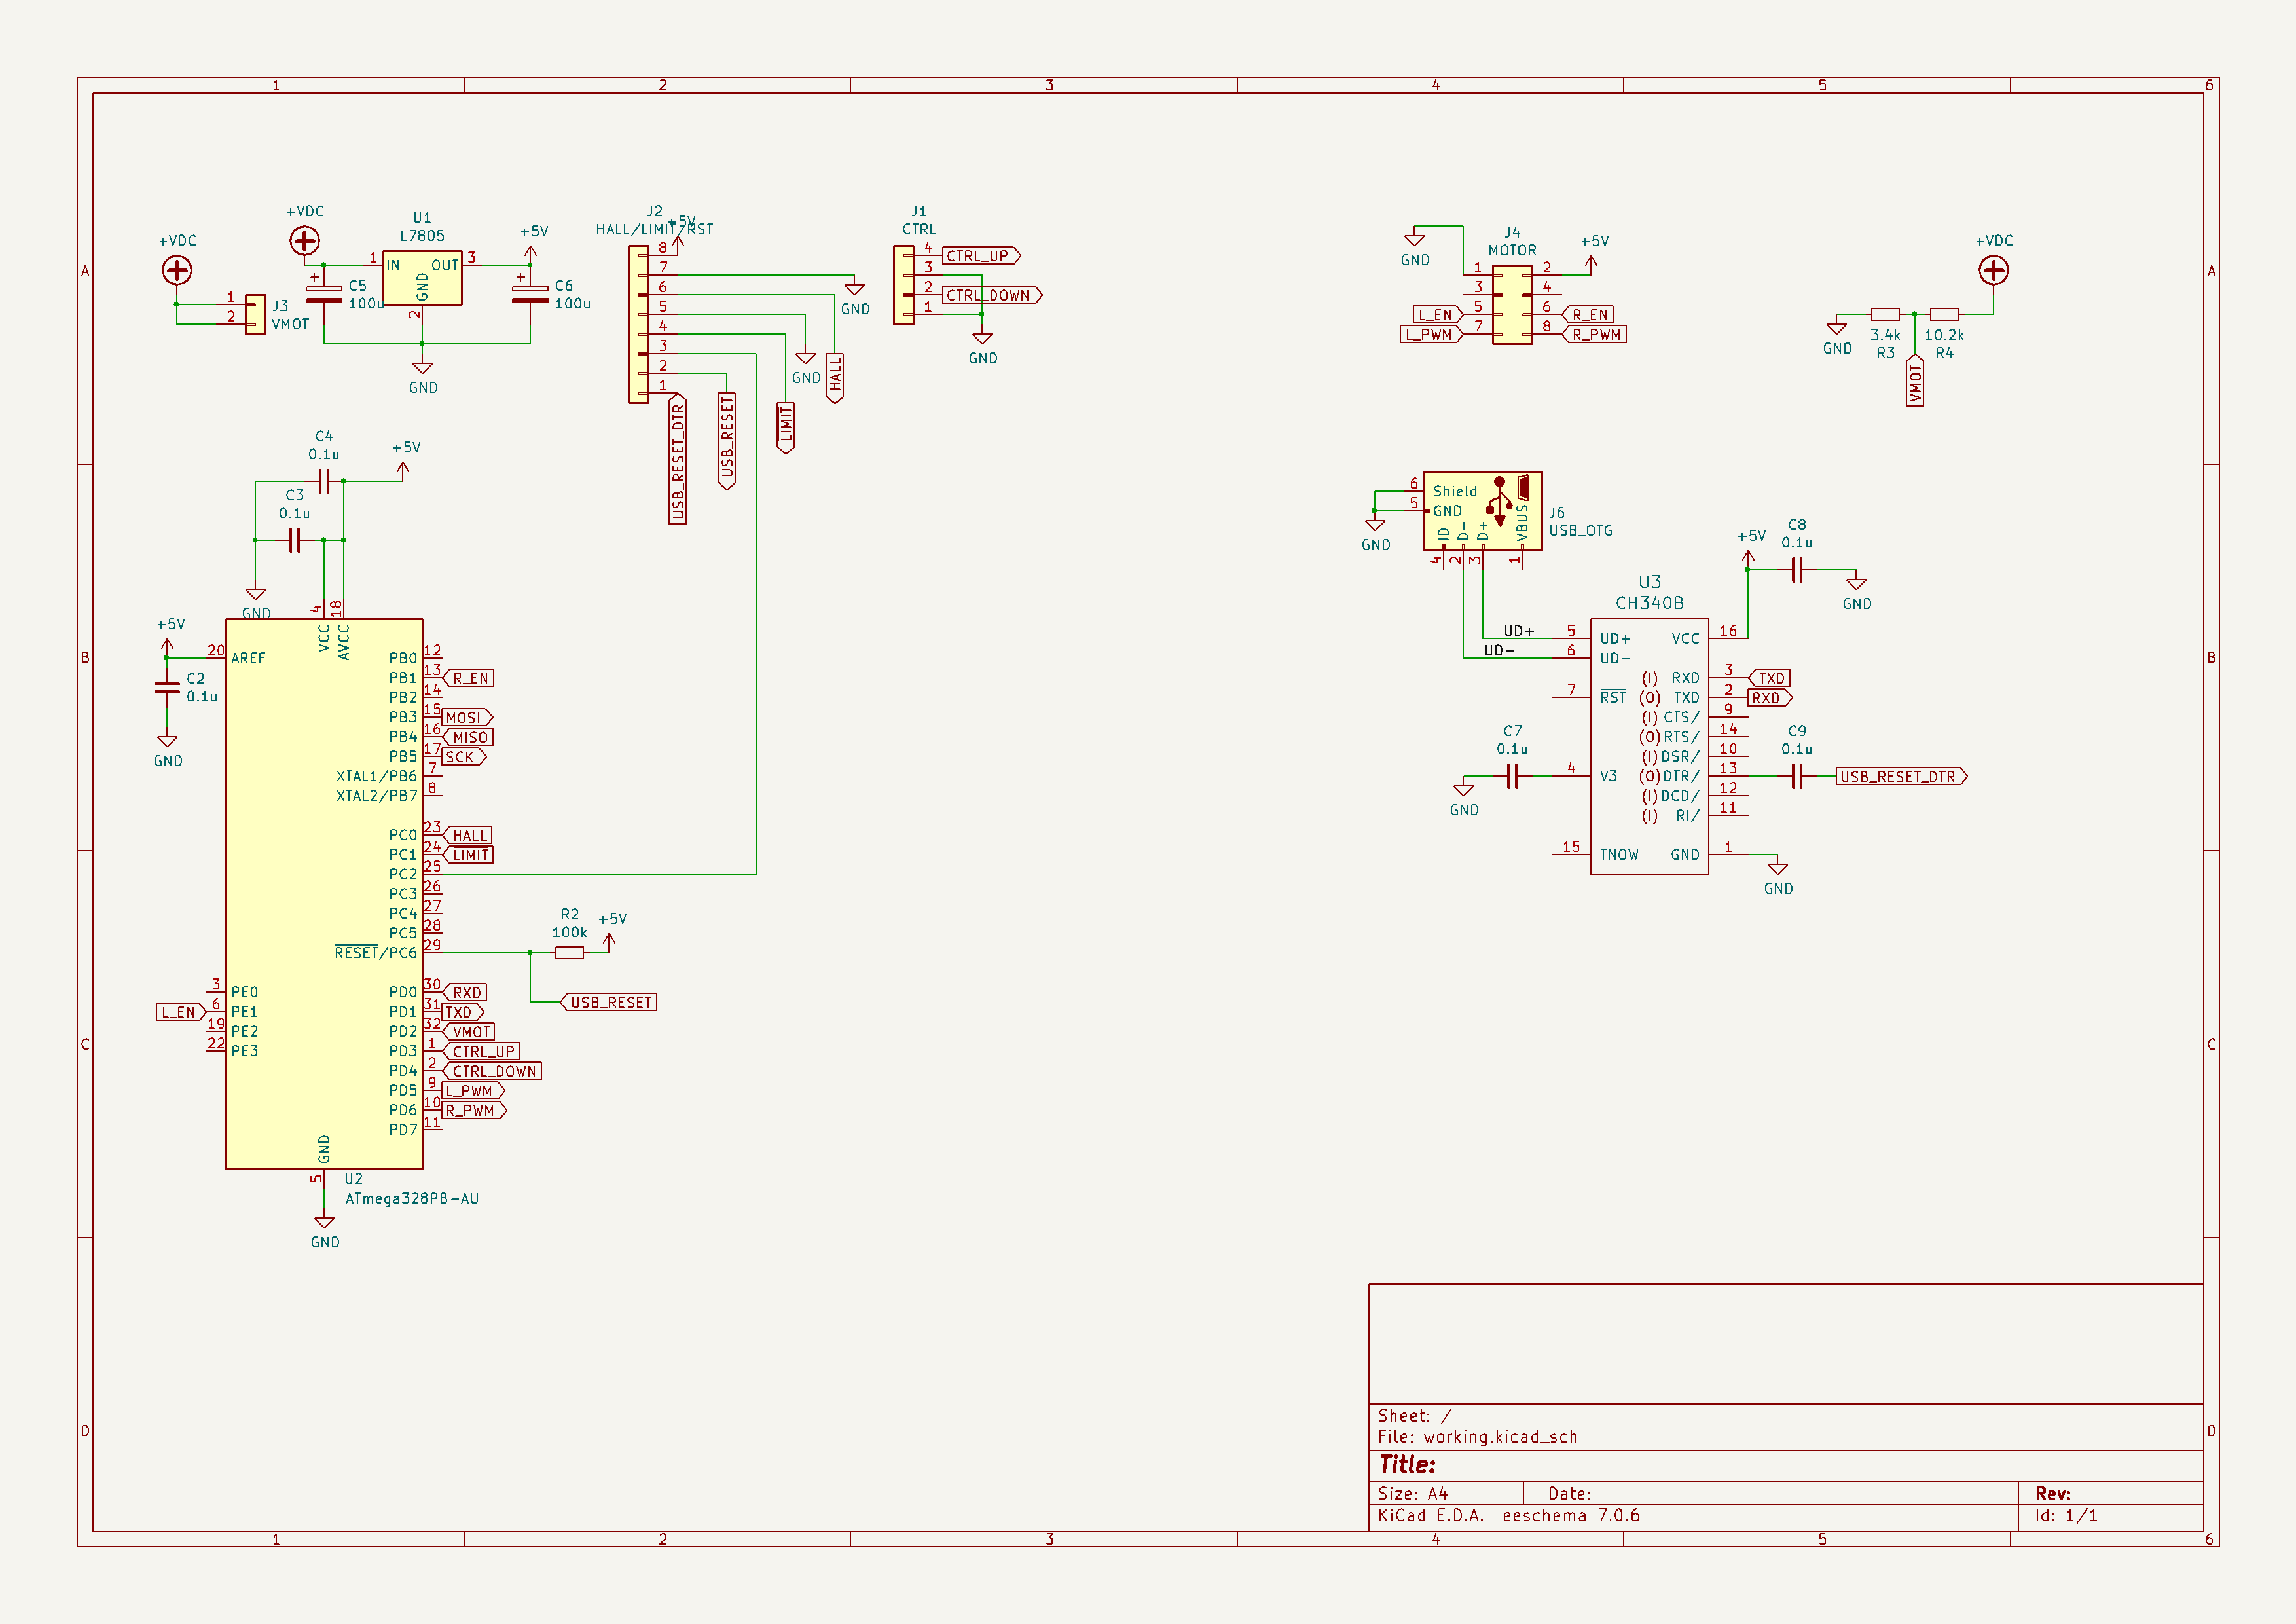 1 2 3 4 5 6
A
B
C
D
+VDC
J3
VMOT
1
2
+VDC
U1
L7805
1 IN OUT 3
GND
2
+
C5
100u
+5V
+
C6
100u
GND
J2
HALL/LIMIT/RST
+5V
8
7
6
5
4
3
2
1
GND
GND
HALL
LIMIT
USB_RESET
USB_RESET_DTR
J1
CTRL
4 CTRL_UP
3
2 CTRL_DOWN
1
GND
J4
MOTOR
GND
+5V
1 2
3 4
L_EN 5 6 R_EN
L_PWM 7 8 R_PWM
+VDC
GND
3.4k
R3
10.2k
R4
VMOT
C4
0.1u
+5V
C3
0.1u
GND
+5V
C2
0.1u
GND
4 18
VCC
AVCC
20 AREF
PB0 12
PB1 13 R_EN
PB2 14
PB3 15 MOSI
PB4 16 MISO
PB5 17 SCK
XTAL1/PB6 7
XTAL2/PB7 8
PC0 23 HALL
PC1 24 LIMIT
PC2 25
PC3 26
PC4 27
PC5 28
RESET/PC6 29
R2
100k
+5V
USB_RESET
3 PE0
L_EN 6 PE1
19 PE2
22 PE3
PD0 30 RXD
PD1 31 TXD
PD2 32 VMOT
PD3 1 CTRL_UP
PD4 2 CTRL_DOWN
PD5 9 L_PWM
PD6 10 R_PWM
PD7 11
GND
5
U2
ATmega328PB-AU
GND
6 Shield
5 GND
ID D- D+ VBUS
4 2 3 1
J6
USB_OTG
GND
UD+
UD-
U3
CH340B
5 UD+
6 UD-
7 RST
4 V3
15 TNOW
VCC 16
(I) RXD 3 TXD
(O) TXD 2 RXD
(I) CTS/ 9
(O) RTS/ 14
(I) DSR/ 10
(O) DTR/ 13
(I) DCD/ 12
(I) RI/ 11
GND 1
GND
+5V
C8
0.1u
GND
C7
0.1u
GND
C9
0.1u
USB_RESET_DTR
Sheet: /
File: working.kicad_sch
Title:
Size: A4 Date: Rev:
KiCad E.D.A. eeschema 7.0.6 Id: 1/1
A
B
C
D
1 2 3 4 5 6